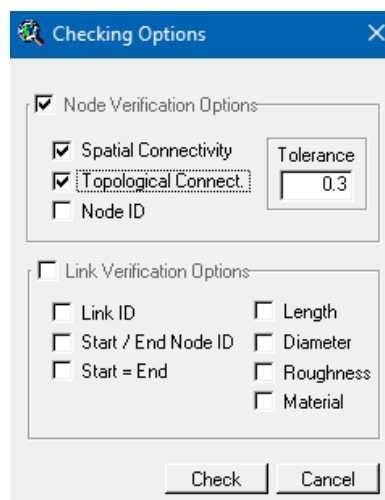 Checking Options
Node Verification Options
Spatial Connectivity
Topological Connect.
Node ID
Tolerance
0.3
Link Verification Options
Link ID
Start / End Node ID
Start = End
Length
Diameter
Roughness
Material
Check
Cancel